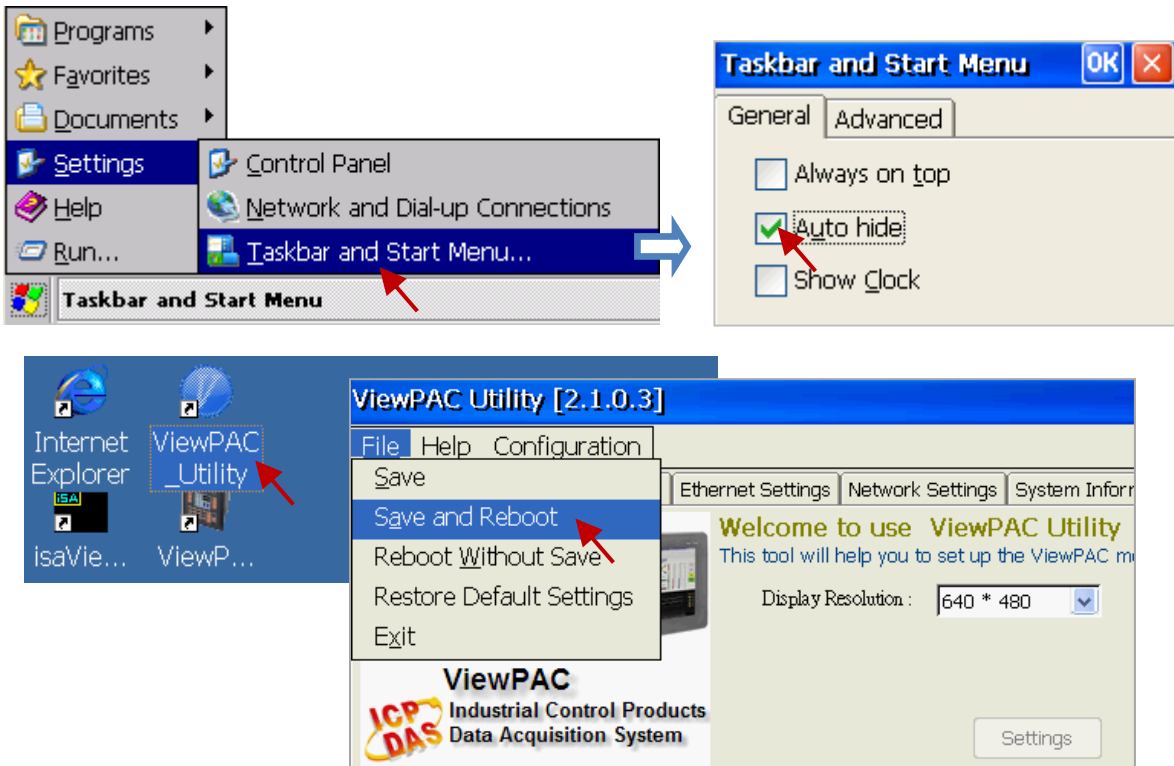 Programs
Favorites
Documents
Settings
Help
Run...
Control Panel
Network and Dial-up Connections
Taskbar and Start Menu...
Taskbar and Start Menu
Taskbar and Start Menu OK
General Advanced
Always on top
Auto hide
Show Clock
Internet
Explorer
ViewPAC
_Utility
iSA
isaVie...
ViewP...
ViewPAC Utility [2.1.0.3]
File Help Configuration
Save
Save and Reboot
Reboot Without Save
Restore Default Settings
Exit
Ethernet Settings Network Settings System Inforr
Welcome to use ViewPAC Utility
This tool will help you to set up the ViewPAC
Display Resolution : 640 * 480
ViewPAC
ICP DAS
Industrial Control Products
Data Acquisition System
Settings